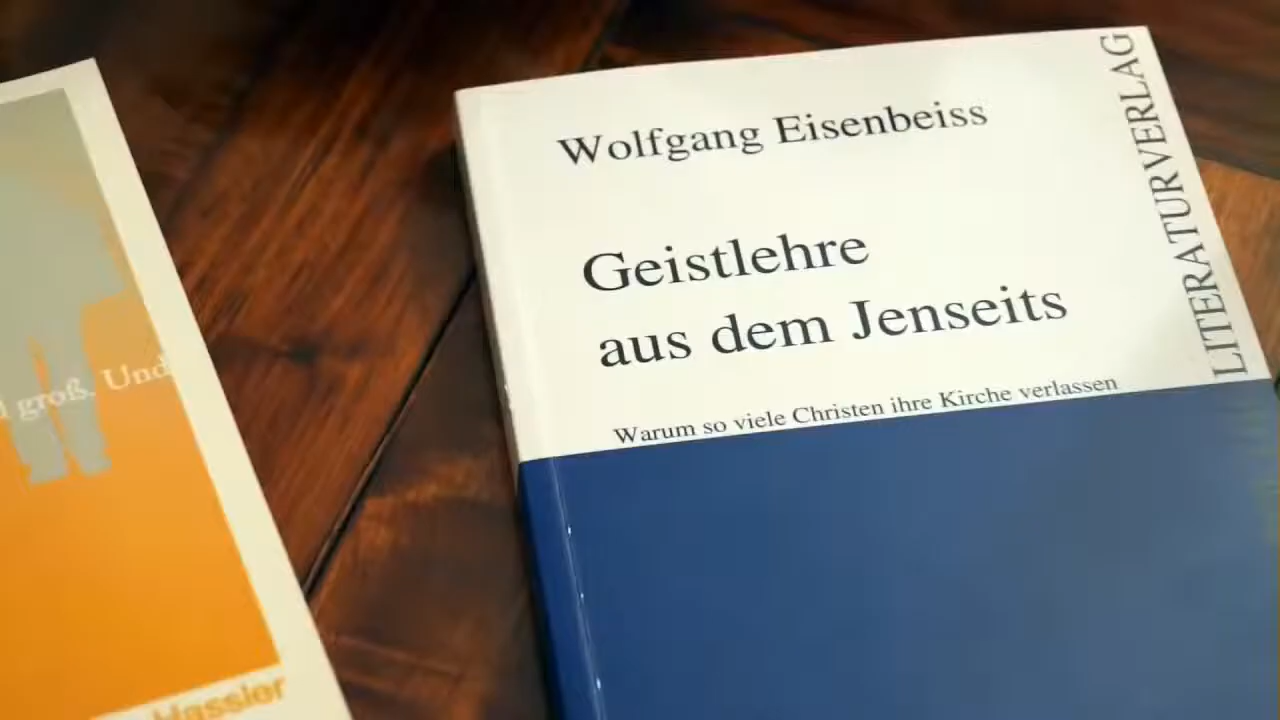 Wolfgang Eisenbeiss
Geistlehre
aus dem Jenseits
Warum so viele Christen ihre Kirche verlassen
LITERATURVERLAG
groß. Und
Hassler